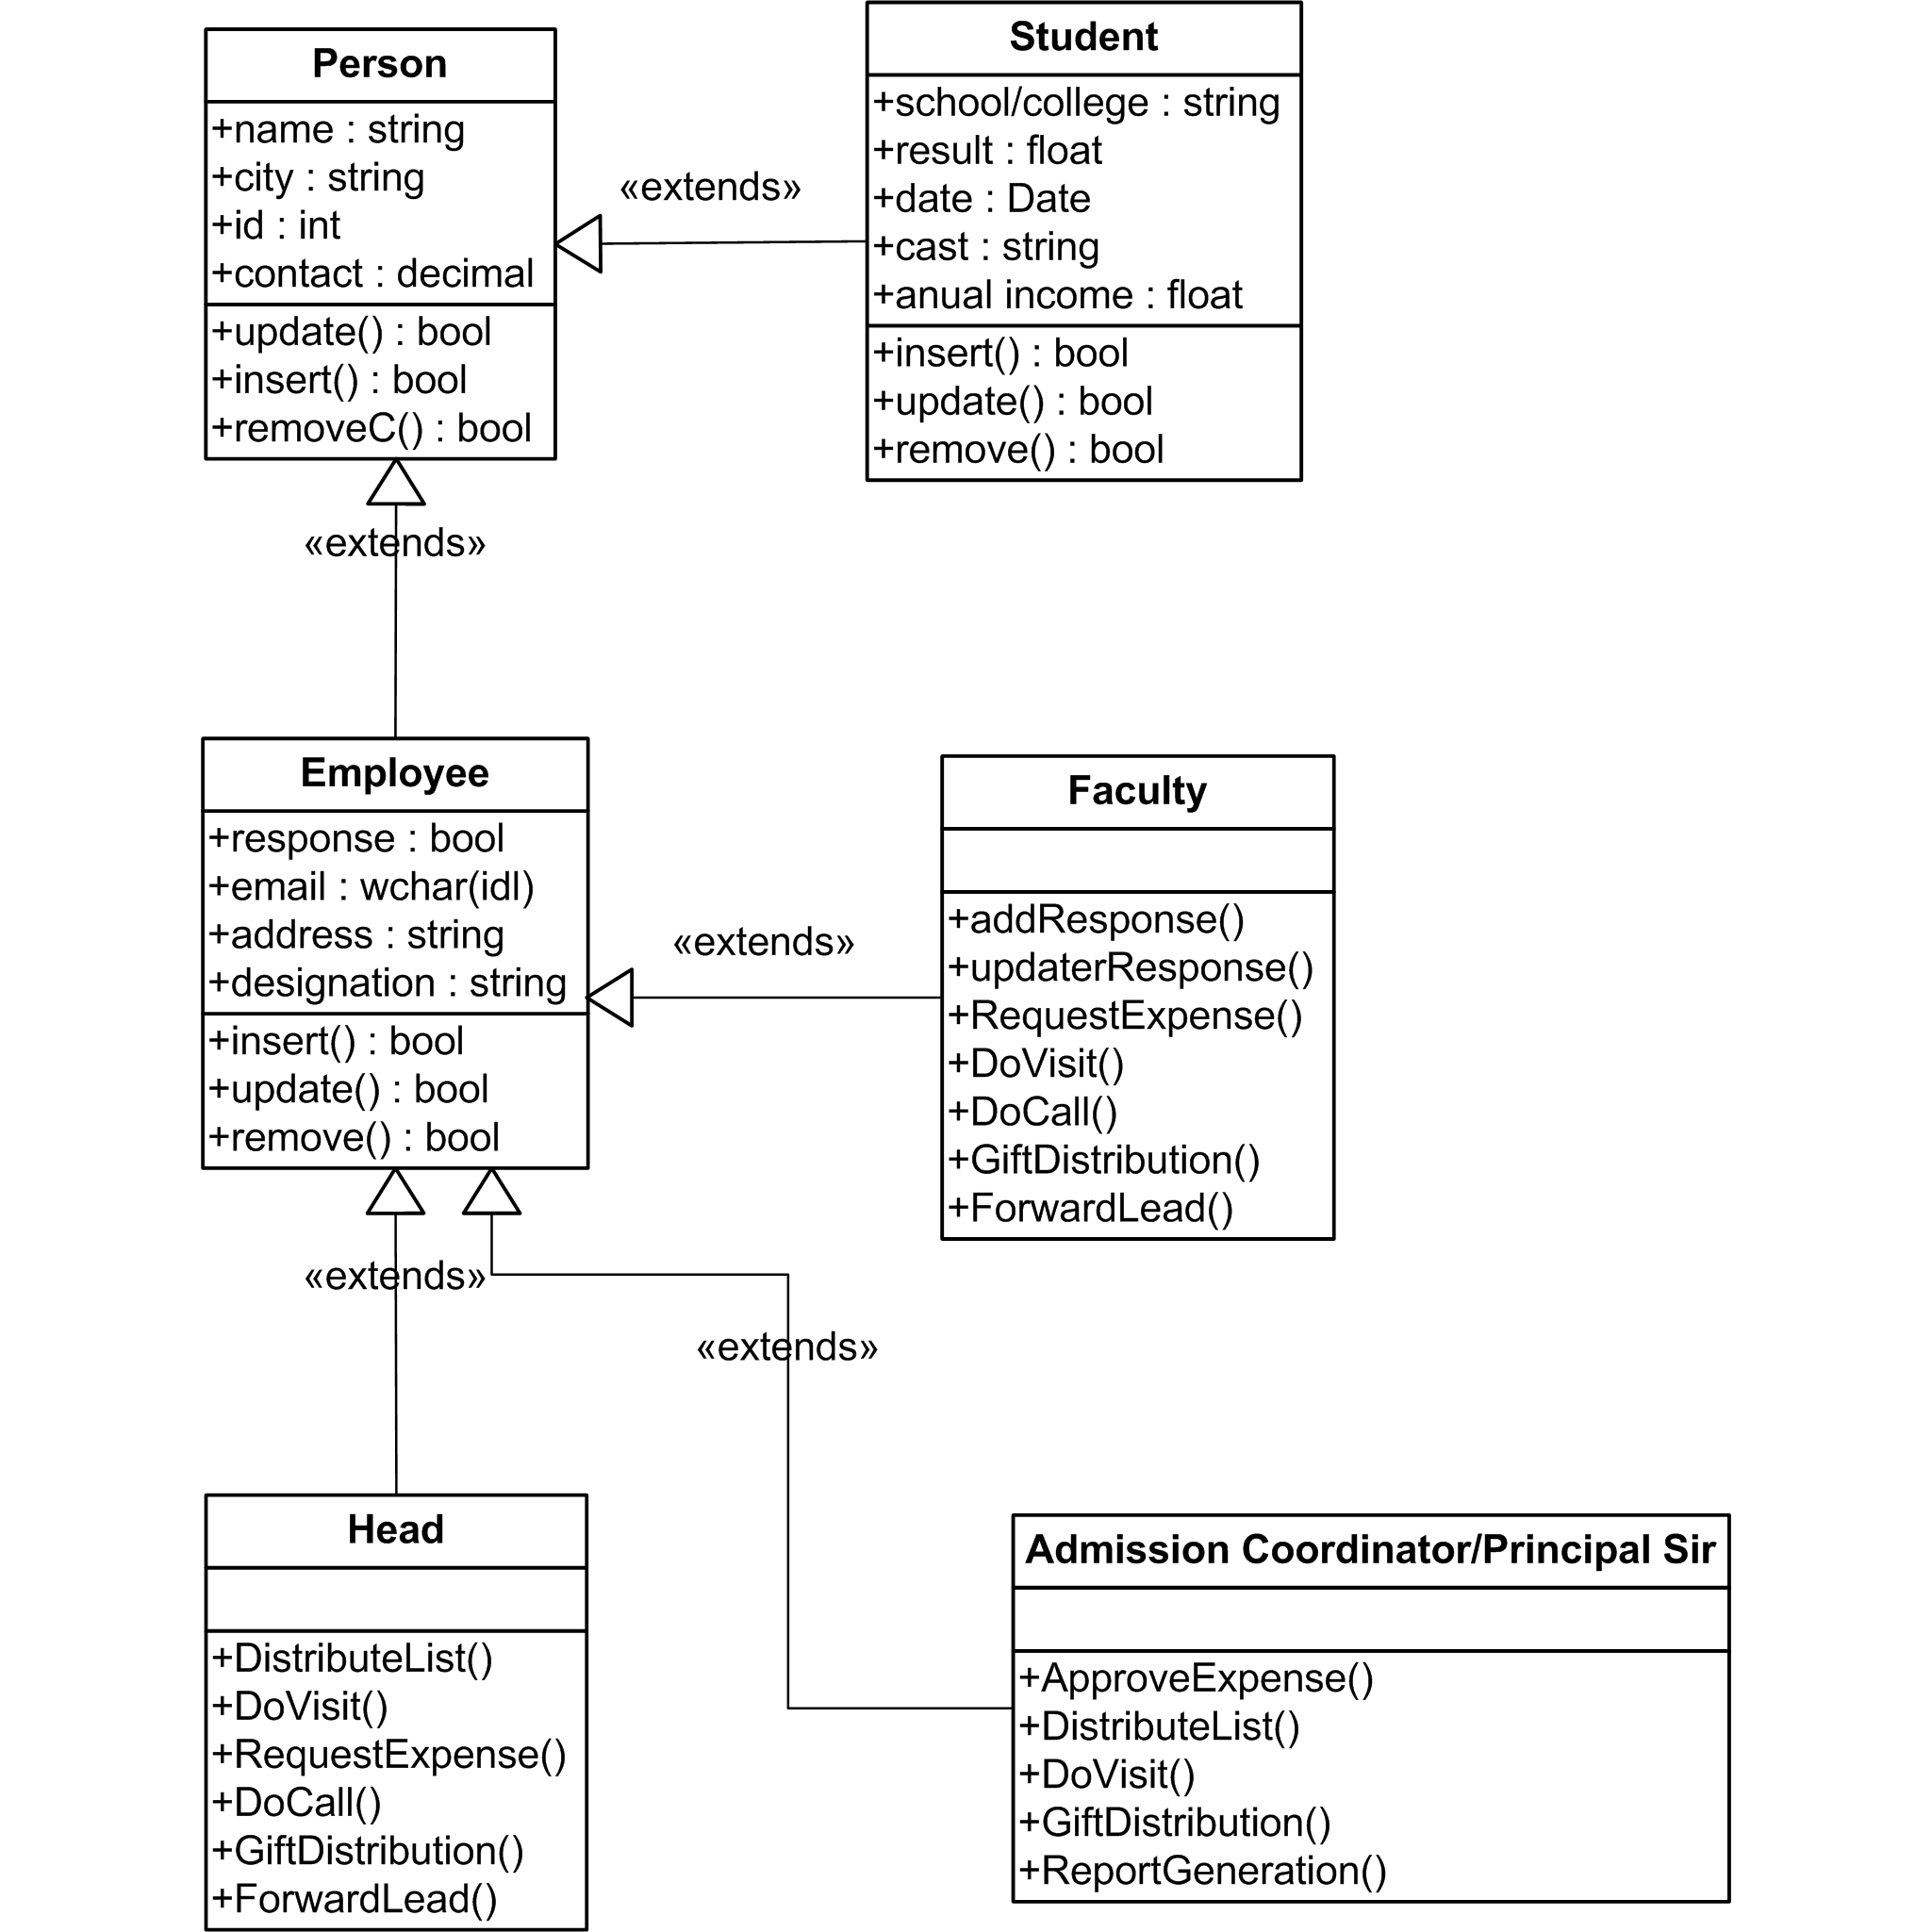 Person
+name : string
+city : string
+id : int
+contact : decimal
+update() : bool
+insert() : bool
+removeC() : bool
«extends»
Student
+school/college : string
+result : float
+date : Date
+cast : string
+anual income : float
+insert() : bool
+update() : bool
+remove() : bool
«extends»
Employee
+response : bool
+email : wchar(idl)
+address : string
+designation : string
+insert() : bool
+update() : bool
+remove() : bool
«extends»
Faculty
+addResponse()
+updaterResponse()
+RequestExpense()
+DoVisit()
+DoCall()
+GiftDistribution()
+ForwardLead()
«extends»
«extends»
Head
+DistributeList()
+DoVisit()
+RequestExpense()
+DoCall()
+GiftDistribution()
+ForwardLead()
Admission Coordinator/Principal Sir
+ApproveExpense()
+DistributeList()
+DoVisit()
+GiftDistribution()
+ReportGeneration()